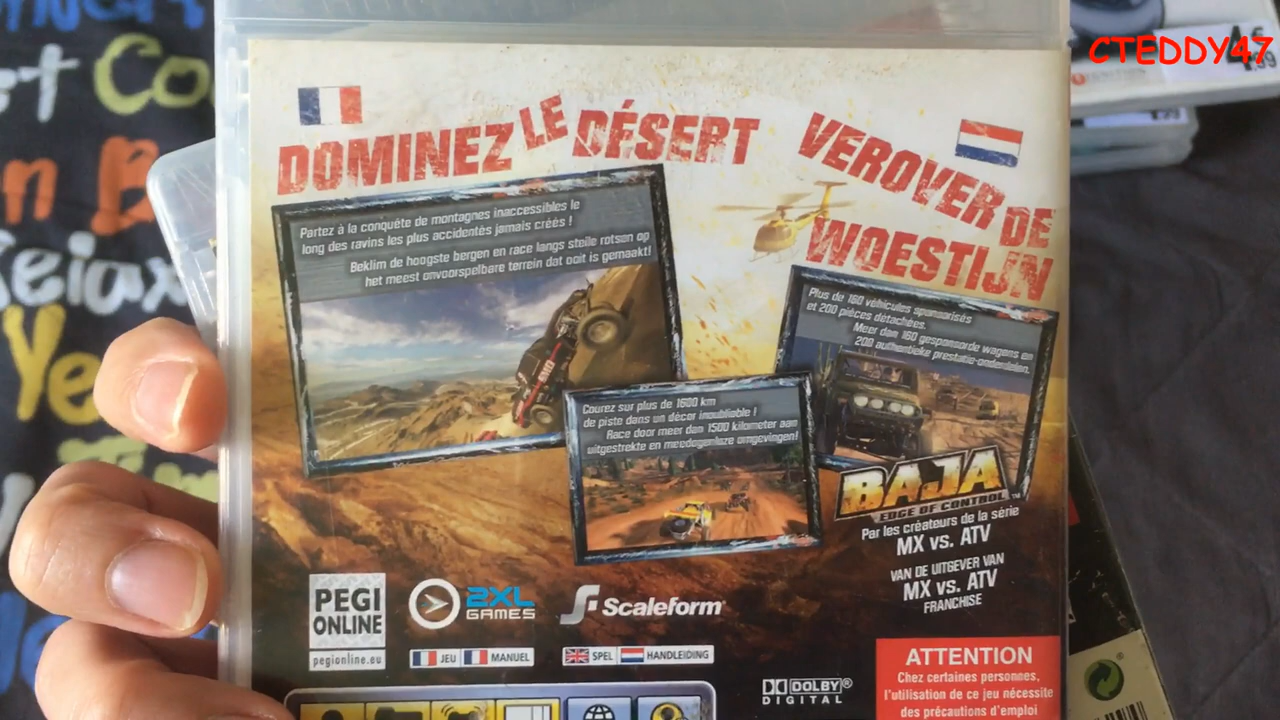 CTEDDY47
4.99
DOMINEZ LE DÉSERT
VEROVER DE
WOESTIJN
Partez à la conquête de montagnes inaccessibles le
long des ravins les plus accidentés jamais créés !
Beklim de hoogste bergen en race langs steile rotsen op
het meest onvoorspelbare terrein dat ooit is gemaakt!
Plus de 160 véhicules sponsorisés
et 200 pièces détachées.
Meer dan 160 gesponsorde wagens en
200 authentieke prestatie-onderdelen.
Courez sur plus de 1600 km
de piste dans un décor inoubliable !
Race door meer dan 1500 kilometer aan
uitgestrekte en meedogenloze omgevingen!
BAJA
EDGE OF CONTROL™
Par les créateurs de la série
MX vs. ATV
VAN DE UITGEVER VAN
MX vs. ATV
FRANCHISE
PEGI
ONLINE
pegionline.eu
2XL
GAMES
Scaleform
JEU MANUEL
SPEL HANDLEIDING
DOLBY®
DIGITAL
ATTENTION
Chez certaines personnes,
l'utilisation de ce jeu nécessite
des précautions d'emploi